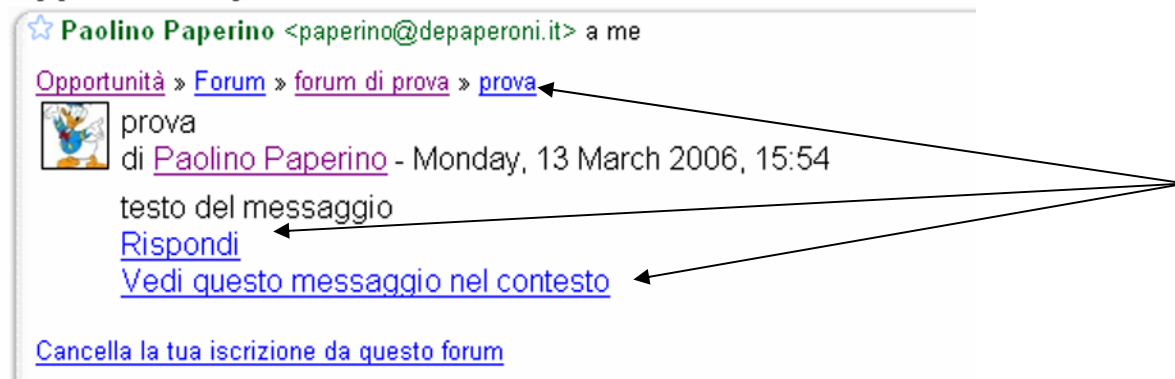 Paolino Paperino <paperino@depaperoni.it> a me
Opportunità » Forum » forum di prova » prova
prova
di Paolino Paperino - Monday, 13 March 2006, 15:54
testo del messaggio
Rispondi
Vedi questo messaggio nel contesto
Cancella la tua iscrizione da questo forum